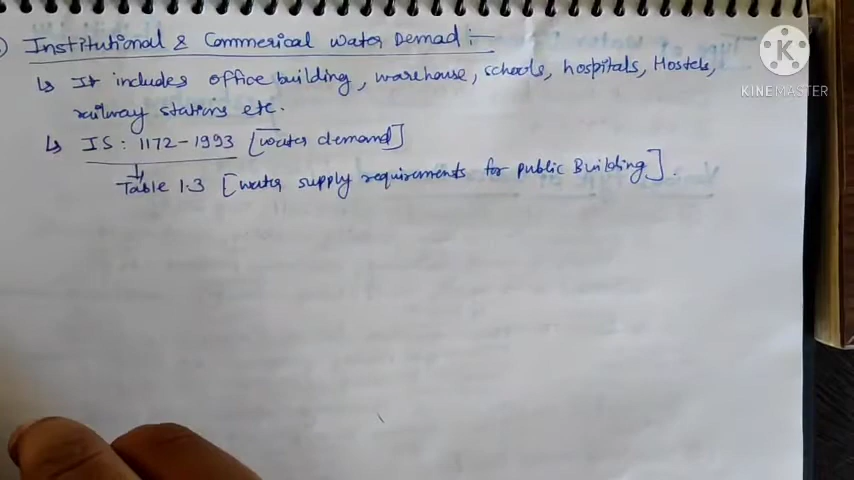 Institutional & Commerical Water Demad :-
↳ It includes office building, warehouse, schools, hospitals, Hostels,
railway stations etc.
↳ IS: 1172-1993 [water demand]
Table 1.3 [water supply requirements for public Building].
KINEMASTER